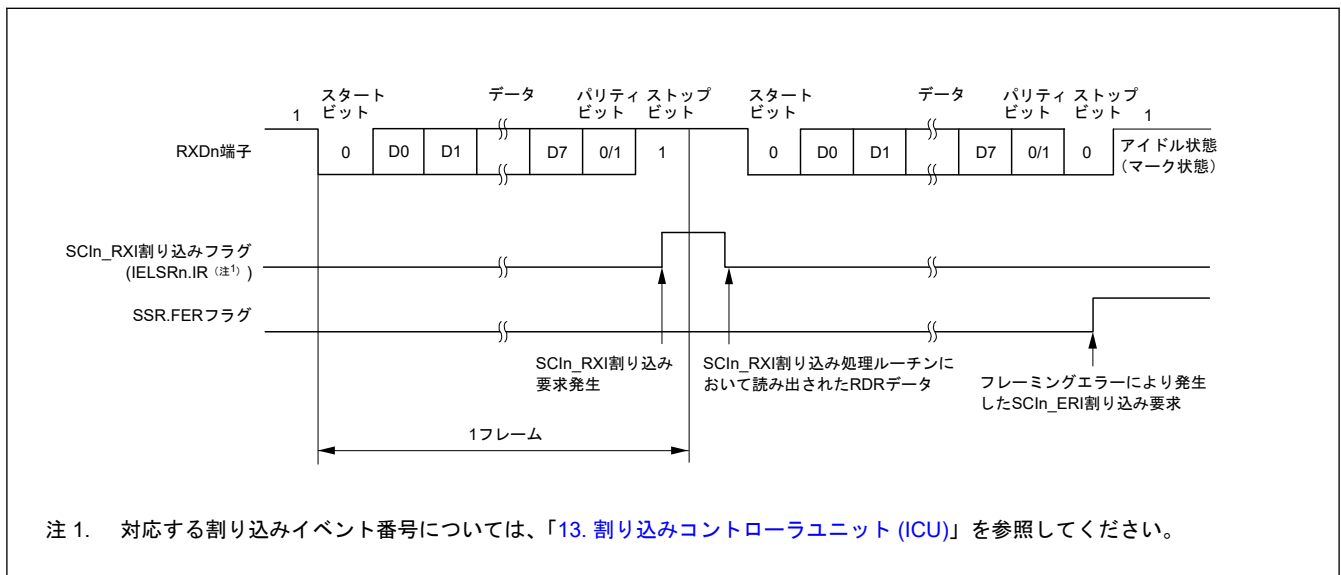 スタート
ビット
データ
パリティ
ビット
ストップ
ビット
スタート
ビット
データ
パリティ
ビット
ストップ
ビット
1
1
RXDn端子
0
D0
D1
D7
0/1
1
0
D0
D1
D7
0/1
0
アイドル状態
(マーク状態)
SCIn_RXI割り込みフラグ
(IELSRn.IR (注1) )
SSR.FERフラグ
SCIn_RXI割り込み
要求発生
SCIn_RXI割り込み処理ルーチンに
おいて読み出されたRDRデータ
フレーミングエラーにより発生
したSCIn_ERI割り込み要求
1フレーム
注 1. 対応する割り込みイベント番号については、「13. 割り込みコントローラユニット (ICU)」を参照してください。